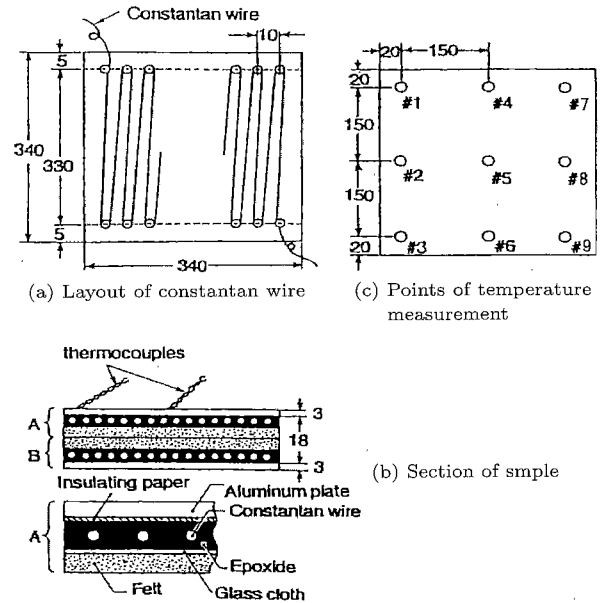 Constantan wire
10
5
330
340
5
340
(a) Layout of constantan wire
20
150
20
#1
#4
#7
150
#2
#5
#8
150
#3
#6
#9
20
(c) Points of temperature
measurement
thermocouples
3
A
18
B
3
(b) Section of smple
Insulating paper
Aluminum plate
Constantan wire
A
Epoxide
Felt
Glass cloth